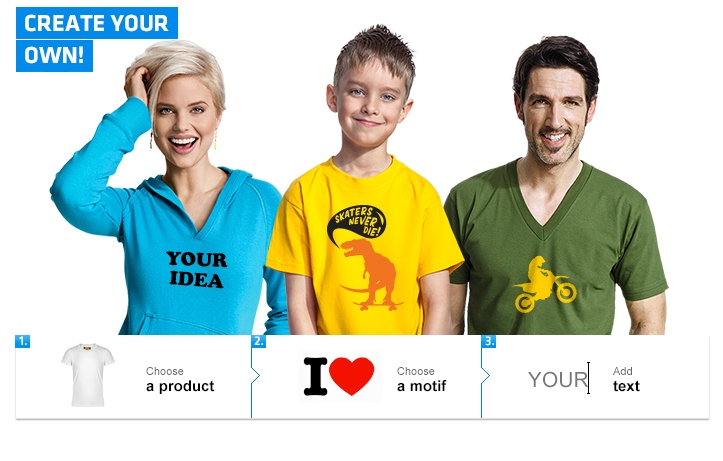 CREATE YOUR
OWN!
YOUR
IDEA
SKATERS
NEVER
DIE!
1.
Choose
a product
2.
I
Choose
a motif
3.
YOUR
Add
text